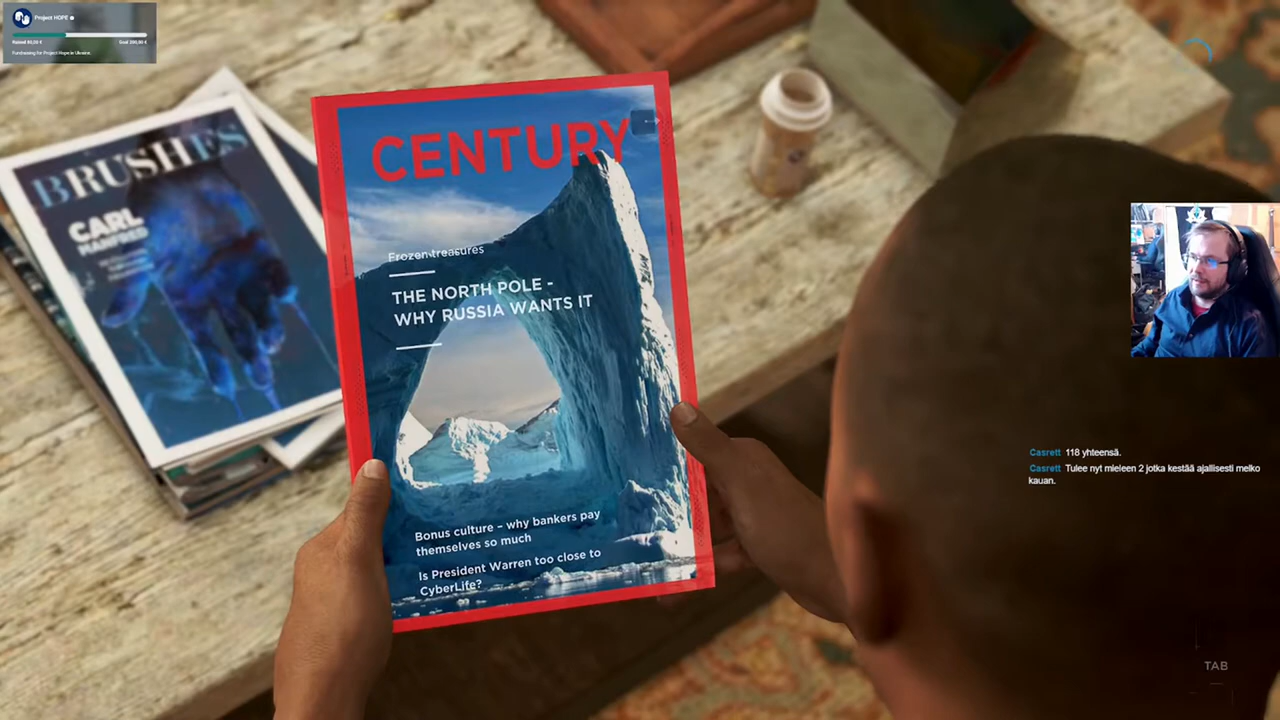 Project HOPE
Fundraising for Project Hope in Ukraine.
BRUSHES
CARL
MANFRED
CENTURY
Frozen treasures
THE NORTH POLE -
WHY RUSSIA WANTS IT
Bonus culture – why bankers pay
themselves so much
Is President Warren too close to
CyberLife?
Casrett 118 yhteensä.
Casrett Tulee nyt mieleen 2 jotka kestää ajallisesti melko
kauan.
TAB